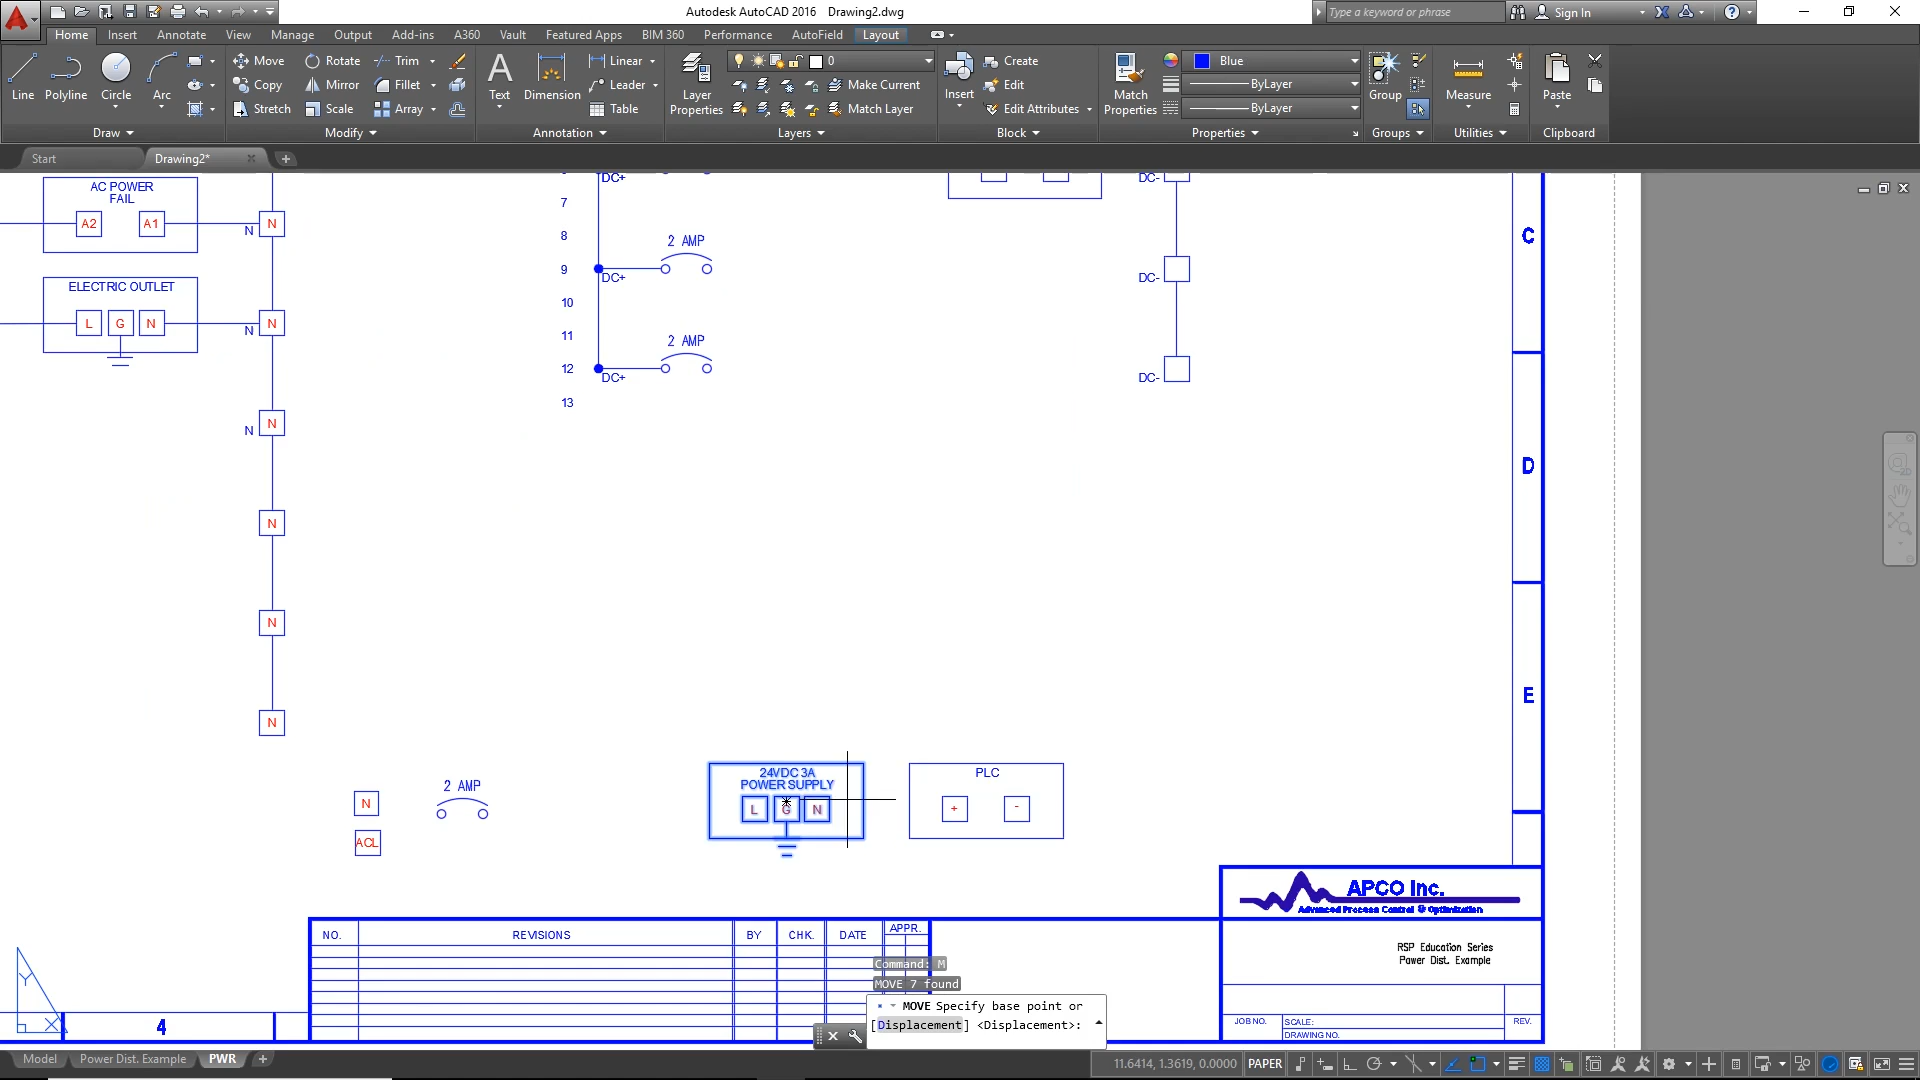 Autodesk AutoCAD 2016 Drawing2.dwg
Type a keyword or phrase
Sign In
Home Insert Annotate View Manage Output Add-ins A360 Vault Featured Apps BIM 360 Performance AutoField Layout
Line Polyline Circle Arc
Draw
Move Rotate Trim
Copy Mirror Fillet
Stretch Scale Array
Modify
Text Dimension
Linear
Leader
Table
Annotation
Layer Properties
0
Make Current
Match Layer
Layers
Insert
Create
Edit
Edit Attributes
Block
Match Properties
Blue
ByLayer
ByLayer
Properties
Group
Groups
Measure
Utilities
Paste
Clipboard
Start Drawing2*
AC POWER
FAIL
A2 A1 N N
ELECTRIC OUTLET
L G N N N
N N
N
N
N
DC+
7
8
9
10
11
12
13
2 AMP
DC+
2 AMP
DC+
DC-
DC-
DC-
C
D
E
N
ACL
2 AMP
24VDC 3A
POWER SUPPLY
L G N
PLC
+ -
APCO Inc.
Advanced Process Control & Optimization
RSP Education Series
Power Dist. Example
JOB NO. SCALE: REV.
DRAWING NO.
NO. REVISIONS BY CHK. DATE APPR.
Y
X
4
Command: M
MOVE 7 found
MOVE Specify base point or
[Displacement] <Displacement>:
Model Power Dist. Example PWR
11.6414, 1.3619, 0.0000 PAPER